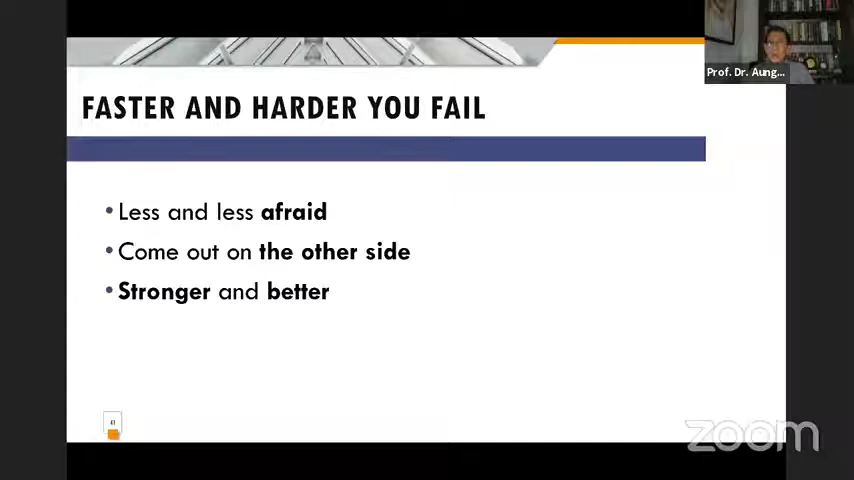 Prof. Dr. Aung...
FASTER AND HARDER YOU FAIL
• Less and less afraid
• Come out on the other side
• Stronger and better
zoom